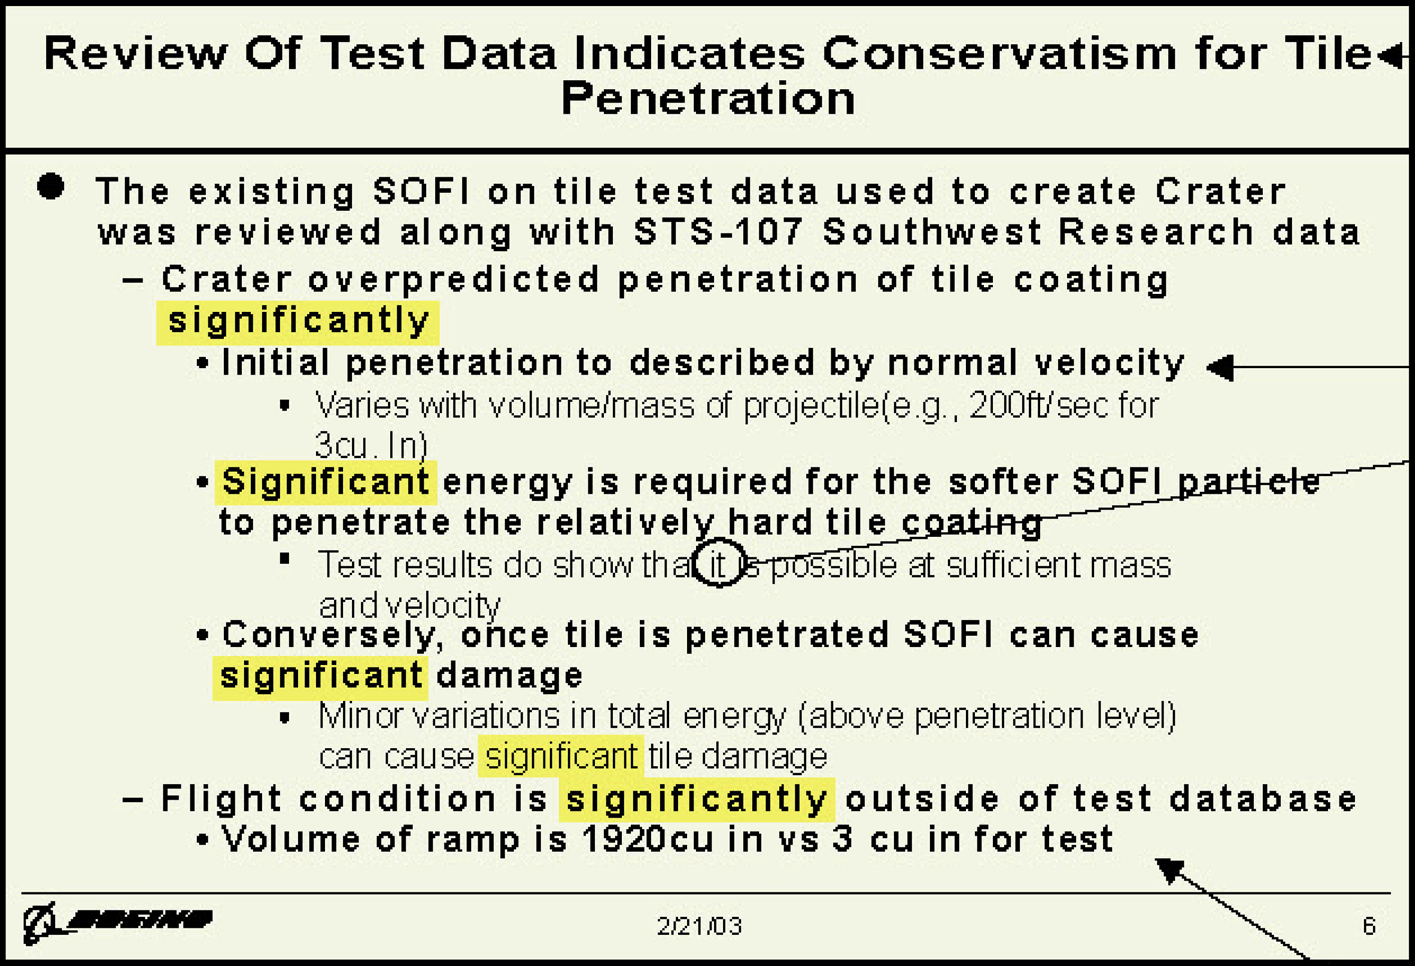 Review Of Test Data Indicates Conservatism for Tile
Penetration
● The existing SOFI on tile test data used to create Crater
was reviewed along with STS-107 Southwest Research data
– Crater overpredicted penetration of tile coating
significantly
• Initial penetration to described by normal velocity
▪ Varies with volume/mass of projectile(e.g., 200ft/sec for
3cu. In)
• Significant energy is required for the softer SOFI particle
to penetrate the relatively hard tile coating
▪ Test results do show that it is possible at sufficient mass
and velocity
• Conversely, once tile is penetrated SOFI can cause
significant damage
▪ Minor variations in total energy (above penetration level)
can cause significant tile damage
– Flight condition is significantly outside of test database
• Volume of ramp is 1920cu in vs 3 cu in for test
BOEING
2/21/03
6